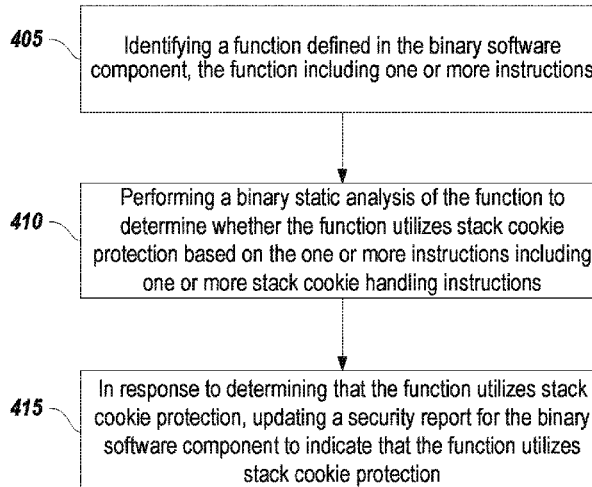 405
Identifying a function defined in the binary software
component, the function including one or more instructions
410
Performing a binary static analysis of the function to
determine whether the function utilizes stack cookie
protection based on the one or more instructions including
one or more stack cookie handling instructions
415
In response to determining that the function utilizes stack
cookie protection, updating a security report for the binary
software component to indicate that the function utilizes
stack cookie protection